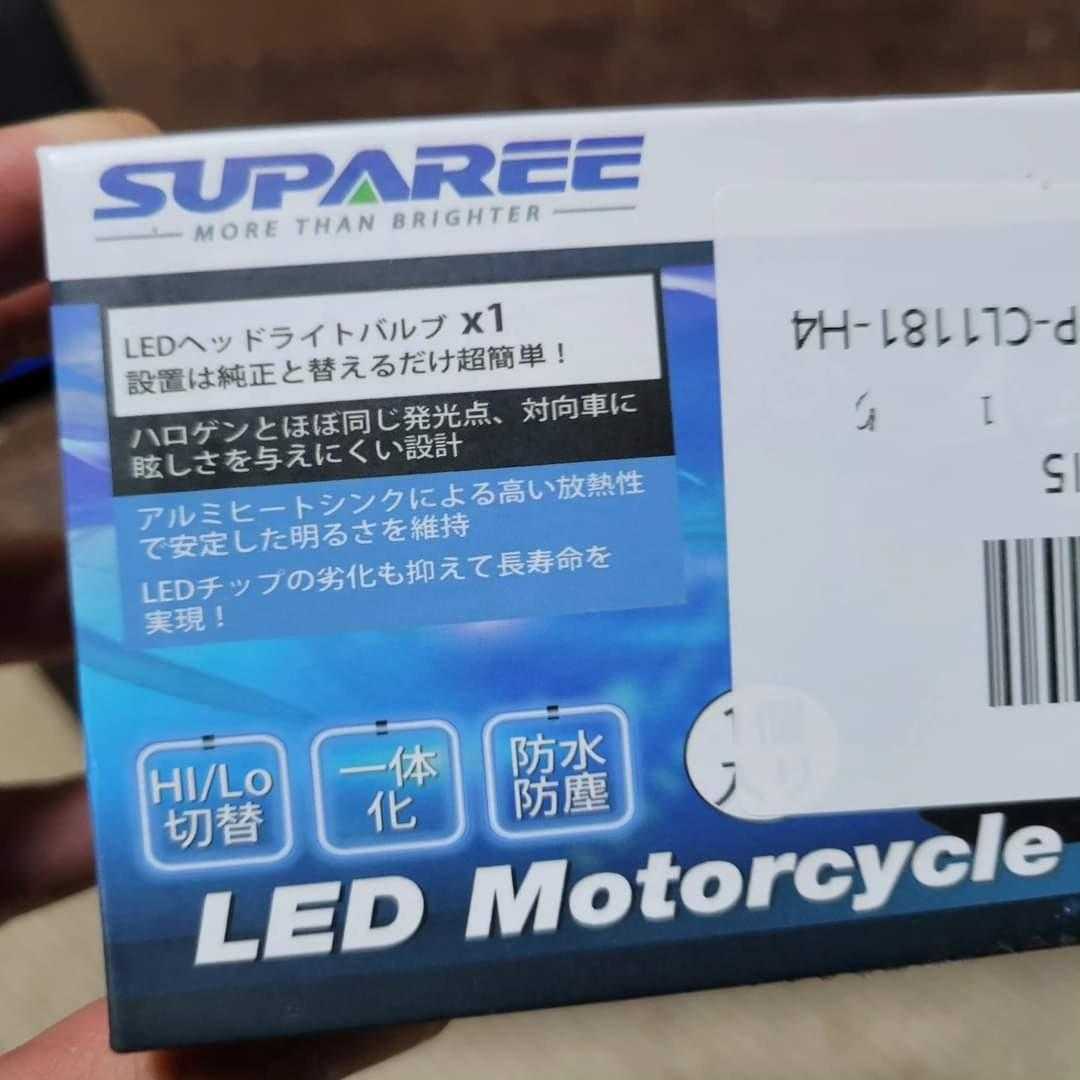 SUPAREE
MORE THAN BRIGHTER
LEDヘッドライトバルブ x1
設置は純正と替えるだけ超簡単！
ハロゲンとほぼ同じ発光点、対向車に
眩しさを与えにくい設計
アルミヒートシンクによる高い放熱性
で安定した明るさを維持
LEDチップの劣化も抑えて長寿命を
実現！
HI/Lo
切替
一体
化
防水
防塵
1個
入り
LED Motorcycle
P-CL1181-H4
1
15